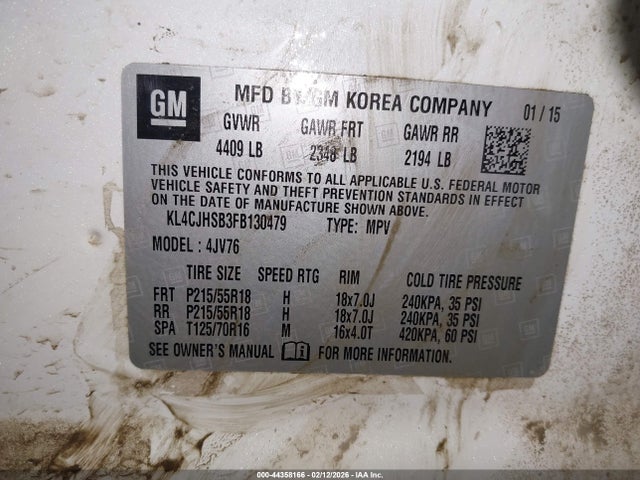 GM
MFD BY GM KOREA COMPANY 01 / 15
GVWR GAWR FRT GAWR RR
4409 LB 2348 LB 2194 LB
THIS VEHICLE CONFORMS TO ALL APPLICABLE U.S. FEDERAL MOTOR
VEHICLE SAFETY AND THEFT PREVENTION STANDARDS IN EFFECT
ON THE DATE OF MANUFACTURE SHOWN ABOVE.
KL4CJHSB3FB130479 TYPE: MPV
MODEL: 4JV76
TIRE SIZE SPEED RTG RIM COLD TIRE PRESSURE
FRT P215/55R18 H 18x7.0J 240KPA, 35 PSI
RR P215/55R18 H 18x7.0J 240KPA, 35 PSI
SPA T125/70R16 M 16x4.0T 420KPA, 60 PSI
SEE OWNER'S MANUAL FOR MORE INFORMATION.
000-44358166 - 02/12/2026 - IAA Inc.